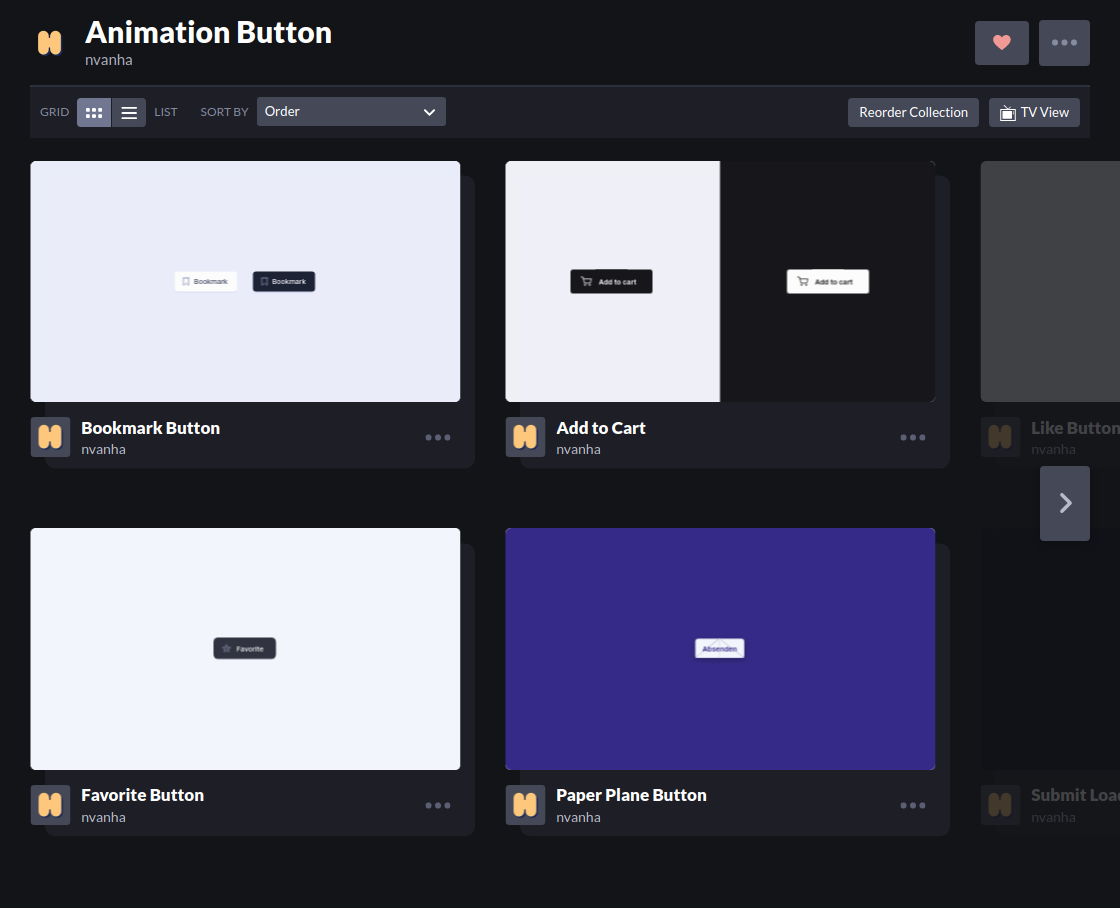 Animation Button
nvanha
GRID LIST SORT BY Order Reorder Collection TV View
Bookmark Bookmark
Add to cart Add to cart
Bookmark Button
nvanha
Add to Cart
nvanha
Like Button
nvanha
Favorite
Absenden
Favorite Button
nvanha
Paper Plane Button
nvanha
Submit Loa
nvanha